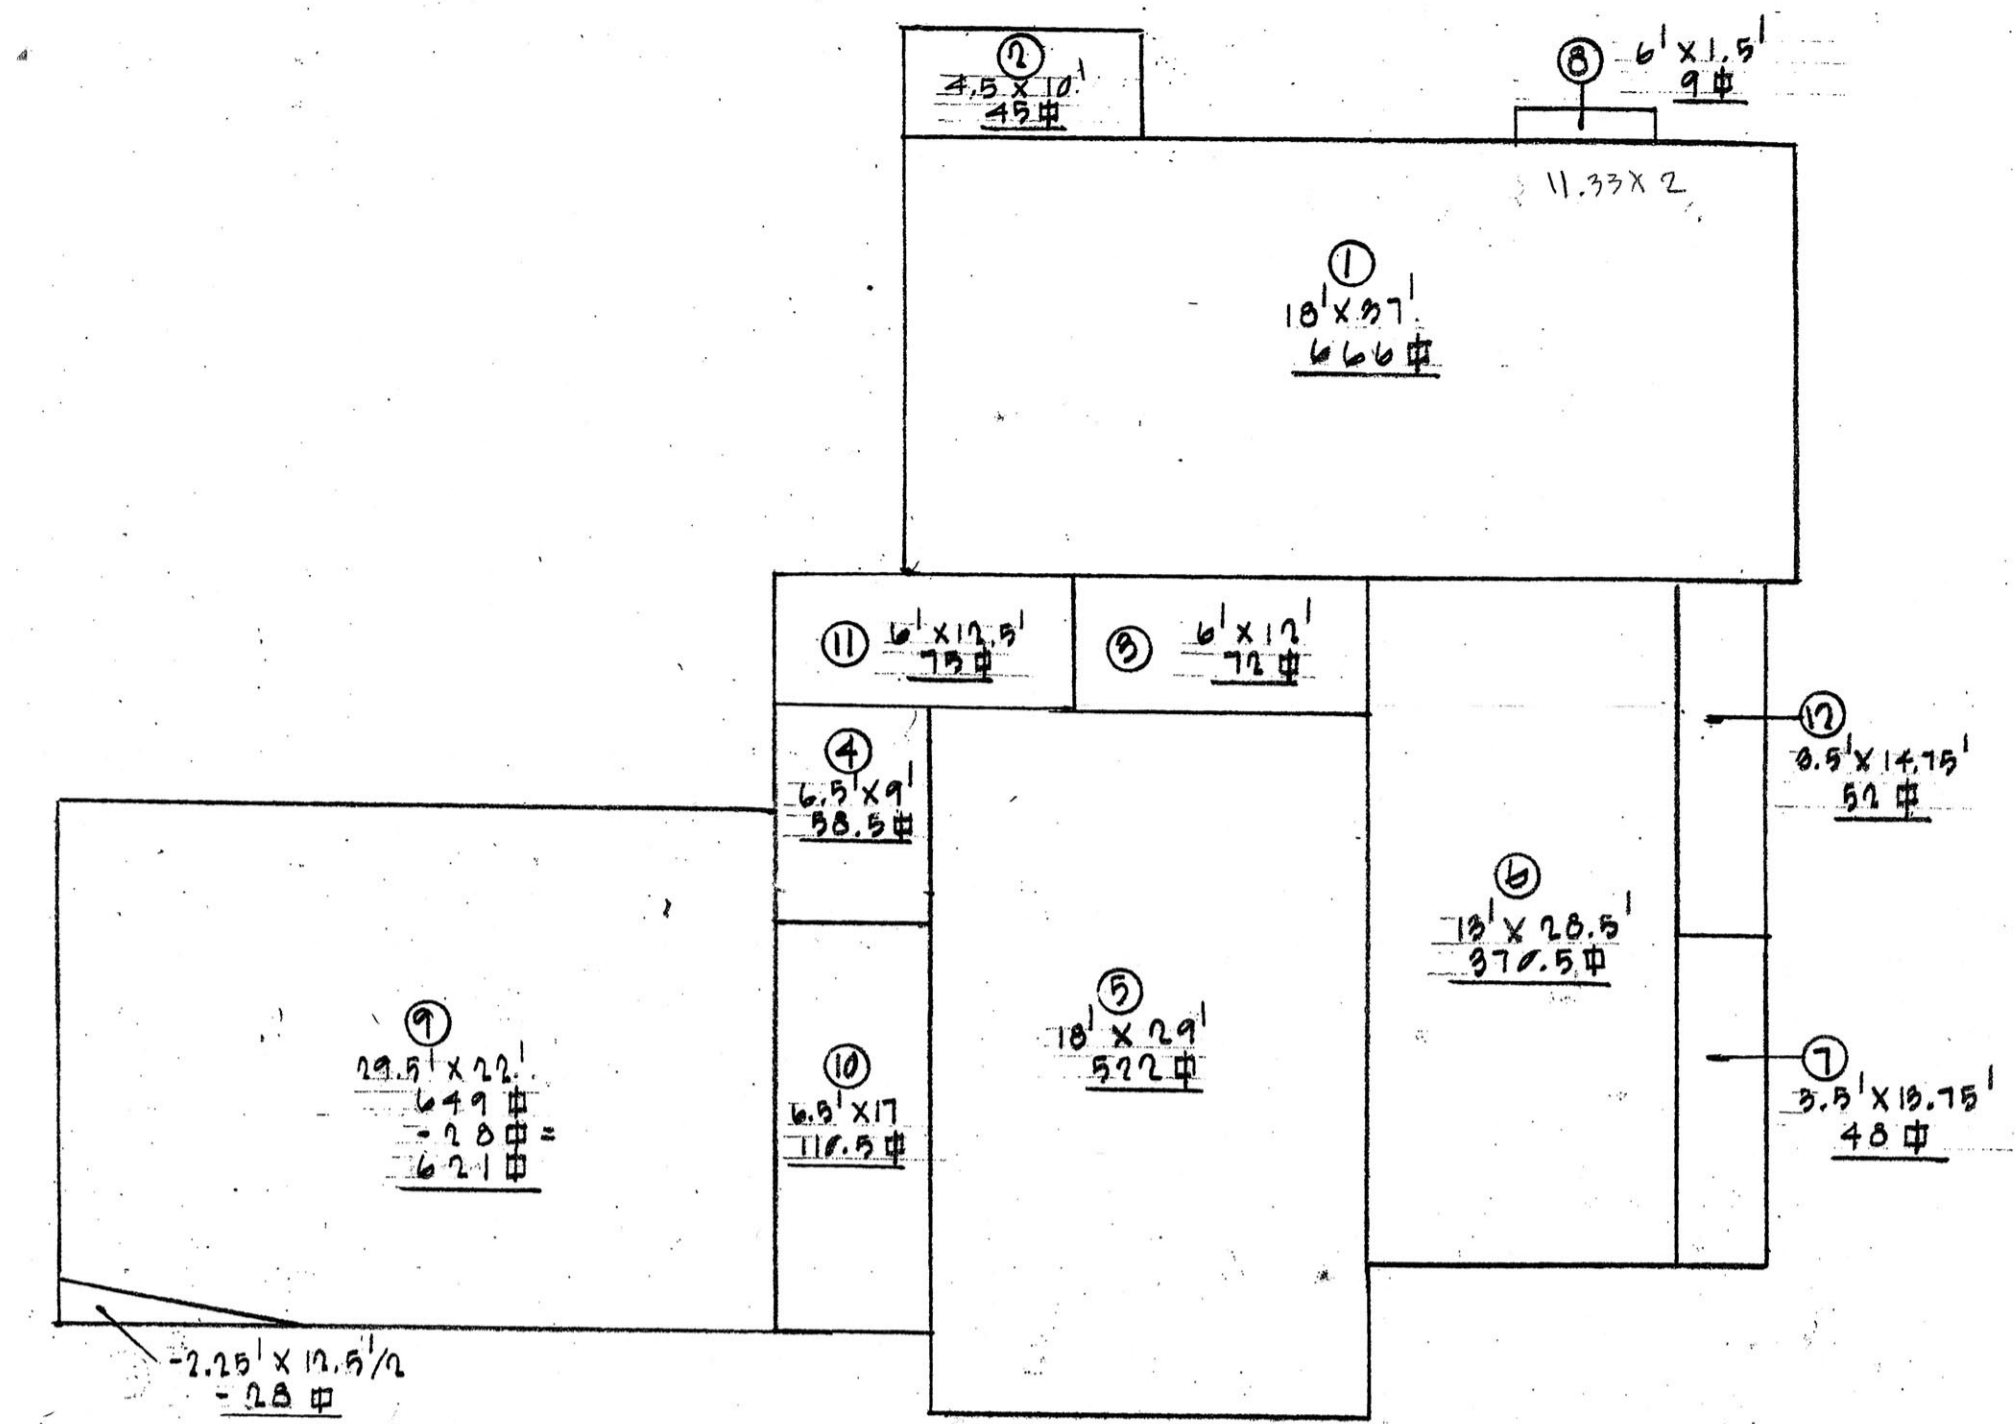 ②
4.5 x 10'
45 ⌑
⑧ 6' x 1.5'
9 ⌑
11.33 x 2
①
18' x 37'
666 ⌑
⑪ 6' x 12.5'
75 ⌑
③ 6' x 12'
72 ⌑
④
6.5' x 9'
58.5 ⌑
⑫
3.5' x 14.75'
52 ⌑
⑥
13' x 28.5'
370.5 ⌑
⑨
29.5' x 22'
649 ⌑
-28 ⌑ =
621 ⌑
⑩
6.5' x 17
110.5 ⌑
⑤
18' x 29'
522 ⌑
⑦
3.5' x 13.75'
48 ⌑
-2.25' x 12.5'/2
-28 ⌑